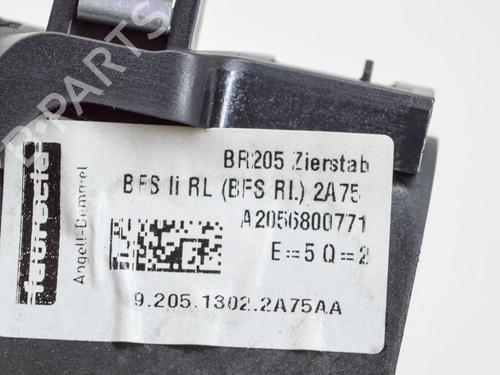 B-PARTS
faurecia
Angell-Demmel
BR205 Zierstab
BFS li RL (BFS RL) 2A75
A2056800771
E=5 Q=2
9.205.1302.2A75AA